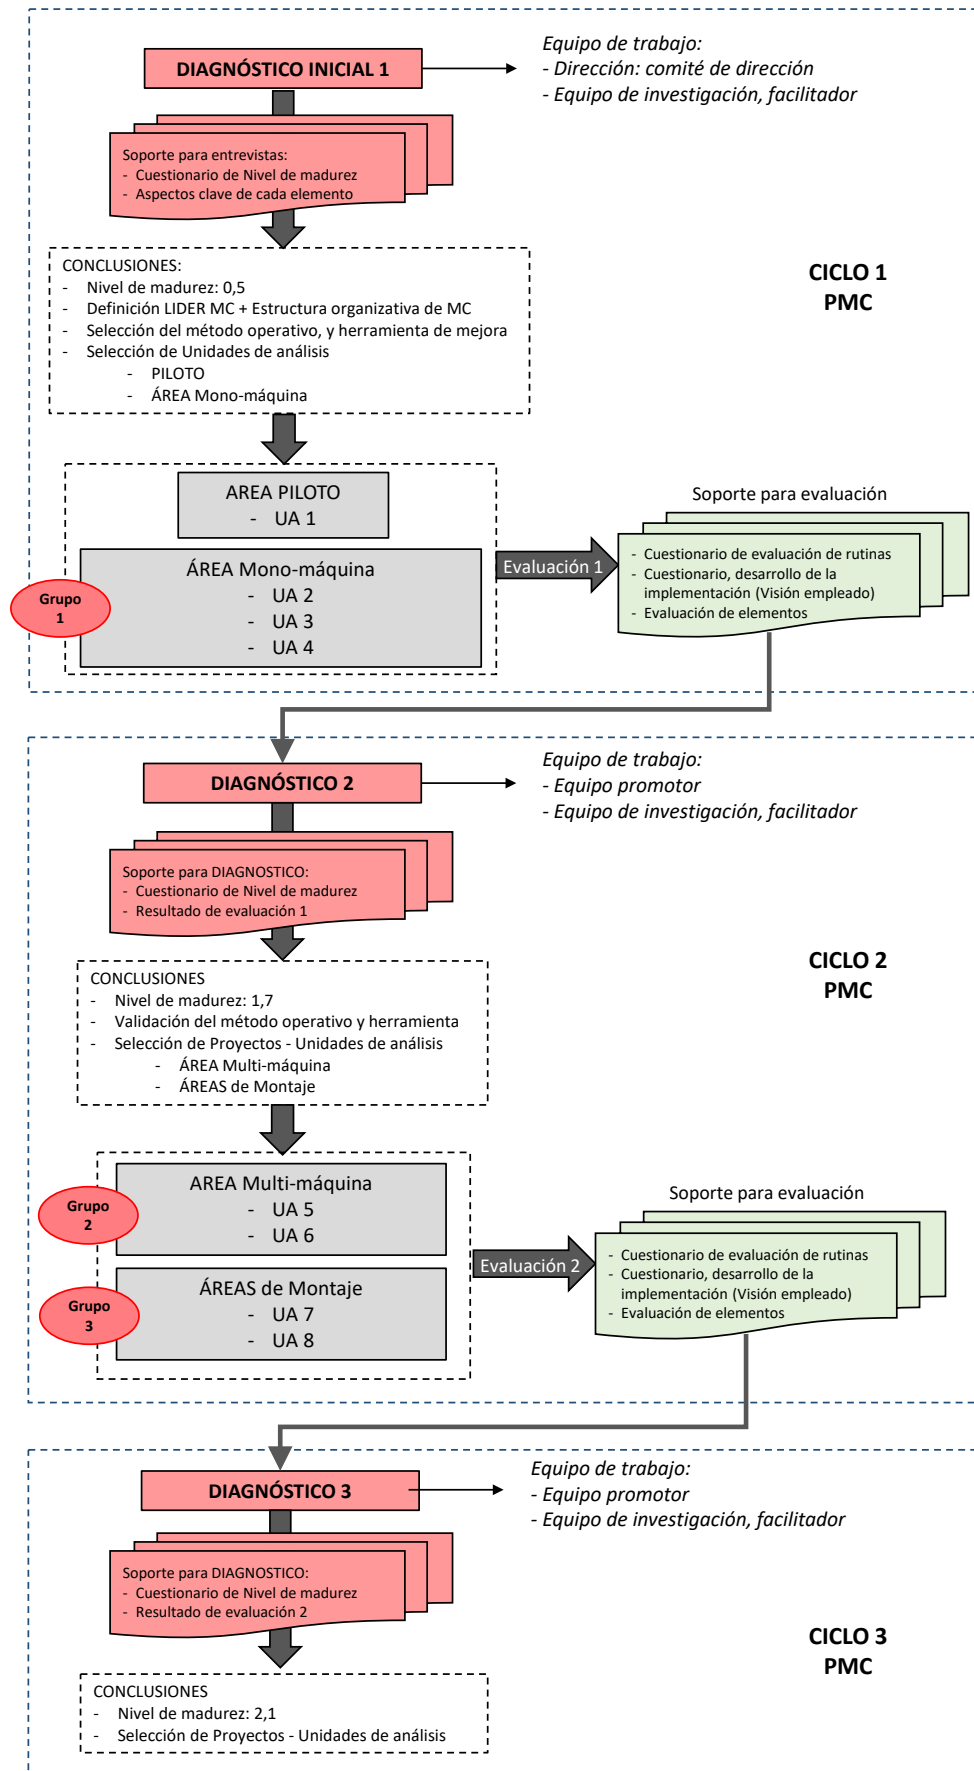 DIAGNÓSTICO INICIAL 1
Equipo de trabajo:
- Dirección: comité de dirección
- Equipo de investigación, facilitador
Soporte para entrevistas:
- Cuestionario de Nivel de madurez
- Aspectos clave de cada elemento
CONCLUSIONES:
- Nivel de madurez: 0,5
- Definición LIDER MC + Estructura organizativa de MC
- Selección del método operativo, y herramienta de mejora
- Selección de Unidades de análisis
- PILOTO
- ÁREA Mono-máquina
CICLO 1
PMC
AREA PILOTO
- UA 1
ÁREA Mono-máquina
- UA 2
- UA 3
- UA 4
Grupo
1
Evaluación 1
Soporte para evaluación
- Cuestionario de evaluación de rutinas
- Cuestionario, desarrollo de la
implementación (Visión empleado)
- Evaluación de elementos
DIAGNÓSTICO 2
Equipo de trabajo:
- Equipo promotor
- Equipo de investigación, facilitador
Soporte para DIAGNOSTICO:
- Cuestionario de Nivel de madurez
- Resultado de evaluación 1
CONCLUSIONES
- Nivel de madurez: 1,7
- Validación del método operativo y herramienta
- Selección de Proyectos - Unidades de análisis
- ÁREA Multi-máquina
- ÁREAS de Montaje
CICLO 2
PMC
AREA Multi-máquina
- UA 5
- UA 6
Grupo
2
ÁREAS de Montaje
- UA 7
- UA 8
Grupo
3
Evaluación 2
Soporte para evaluación
- Cuestionario de evaluación de rutinas
- Cuestionario, desarrollo de la
implementación (Visión empleado)
- Evaluación de elementos
DIAGNÓSTICO 3
Equipo de trabajo:
- Equipo promotor
- Equipo de investigación, facilitador
Soporte para DIAGNOSTICO:
- Cuestionario de Nivel de madurez
- Resultado de evaluación 2
CICLO 3
PMC
CONCLUSIONES
- Nivel de madurez: 2,1
- Selección de Proyectos - Unidades de análisis